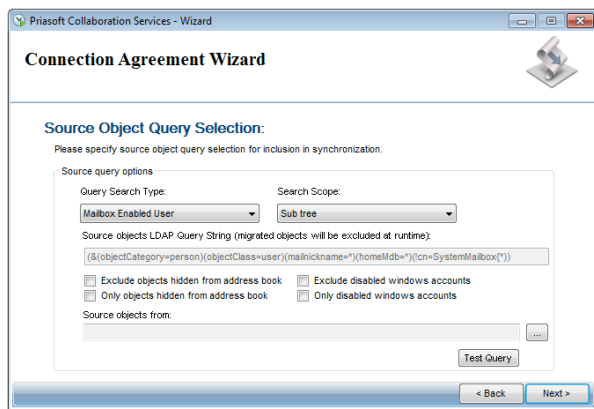 Priasoft Collaboration Services - Wizard
Connection Agreement Wizard
Source Object Query Selection:
Please specify source object query selection for inclusion in synchronization.
Source query options
Query Search Type: Search Scope:
Mailbox Enabled User Sub tree
Source objects LDAP Query String (migrated objects will be excluded at runtime):
(&(objectCategory=person)(objectClass=user)(mailnickname=*)(homeMdb=*)(!cn=SystemMailbox{*))
Exclude objects hidden from address book Exclude disabled windows accounts
Only objects hidden from address book Only disabled windows accounts
Source objects from:
...
Test Query
< Back Next >